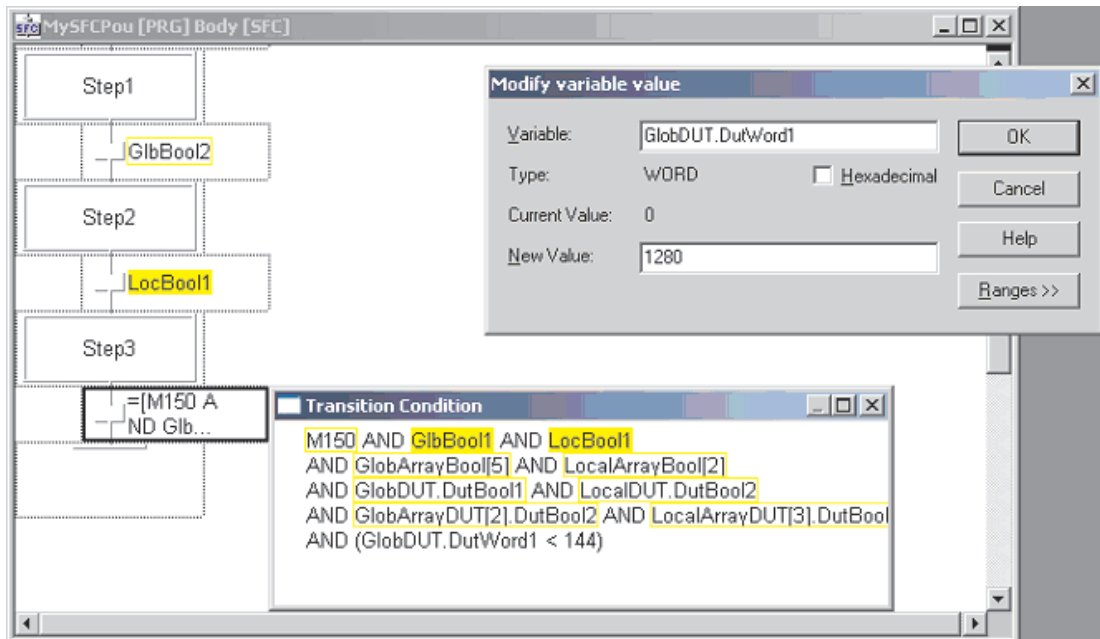 sfc MySFCPou [PRG] Body [SFC]
Step1
GlbBool2
Step2
LocBool1
Step3
=[M150 A
ND Glb...
Modify variable value
Variable: GlobDUT.DutWord1 OK
Type: WORD Hexadecimal
Cancel
Current Value: 0
Help
New Value: 1280
Ranges >>
Transition Condition
M150 AND GlbBool1 AND LocBool1
AND GlobArrayBool[5] AND LocalArrayBool[2]
AND GlobDUT.DutBool1 AND LocalDUT.DutBool2
AND GlobArrayDUT[2].DutBool2 AND LocalArrayDUT[3].DutBool
AND (GlobDUT.DutWord1 < 144)